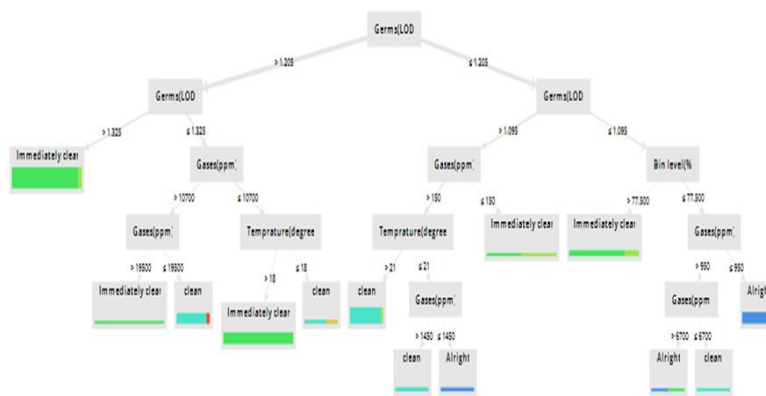 Germs(LOD
> 1.205
≤ 1.205
Germs(LOD
Germs(LOD
> 1.325
≤ 1.325
> 1.095
≤ 1.095
Immediately clear
Gases(ppm)
Gases(ppm)
Bin level(%
> 10700
≤ 10700
> 150
≤ 150
> 77.500
≤ 77.500
Gases(ppm)
Temprature(degree
Temprature(degree
Immediately clear
Immediately clear
Gases(ppm)
> 19500
≤ 19500
> 18
≤ 18
> 21
≤ 21
> 950
≤ 950
Immediately clear
clean
Immediately clear
clean
clean
Gases(ppm)
Gases(ppm
Alright
> 1450
≤ 1450
> 6700
≤ 6700
clean
Alright
Alright
clean